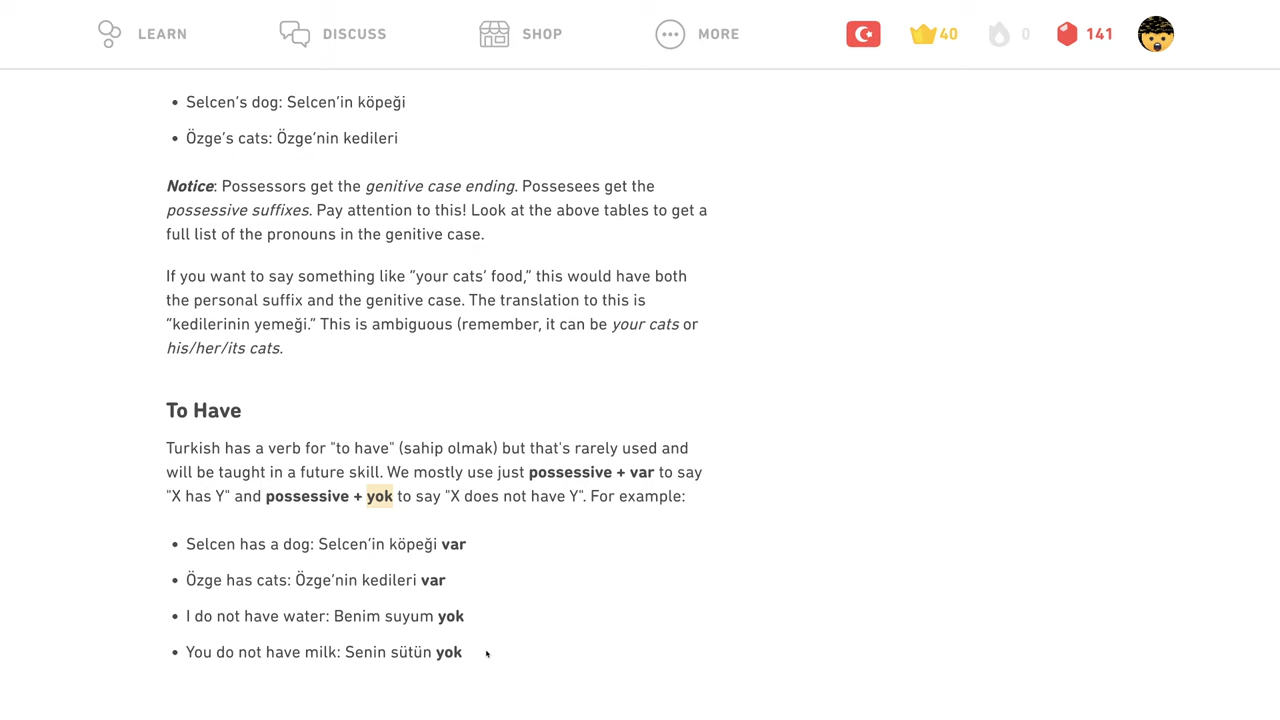 LEARN DISCUSS SHOP MORE 40 0 141
• Selcen’s dog: Selcen’in köpeği
• Özge’s cats: Özge’nin kedileri
Notice: Possessors get the genitive case ending. Possesees get the
possessive suffixes. Pay attention to this! Look at the above tables to get a
full list of the pronouns in the genitive case.
If you want to say something like “your cats’ food,” this would have both
the personal suffix and the genitive case. The translation to this is
“kedilerinin yemeği.” This is ambiguous (remember, it can be your cats or
his/her/its cats.
To Have
Turkish has a verb for "to have" (sahip olmak) but that's rarely used and
will be taught in a future skill. We mostly use just possessive + var to say
"X has Y" and possessive + yok to say "X does not have Y". For example:
• Selcen has a dog: Selcen’in köpeği var
• Özge has cats: Özge’nin kedileri var
• I do not have water: Benim suyum yok
• You do not have milk: Senin sütün yok